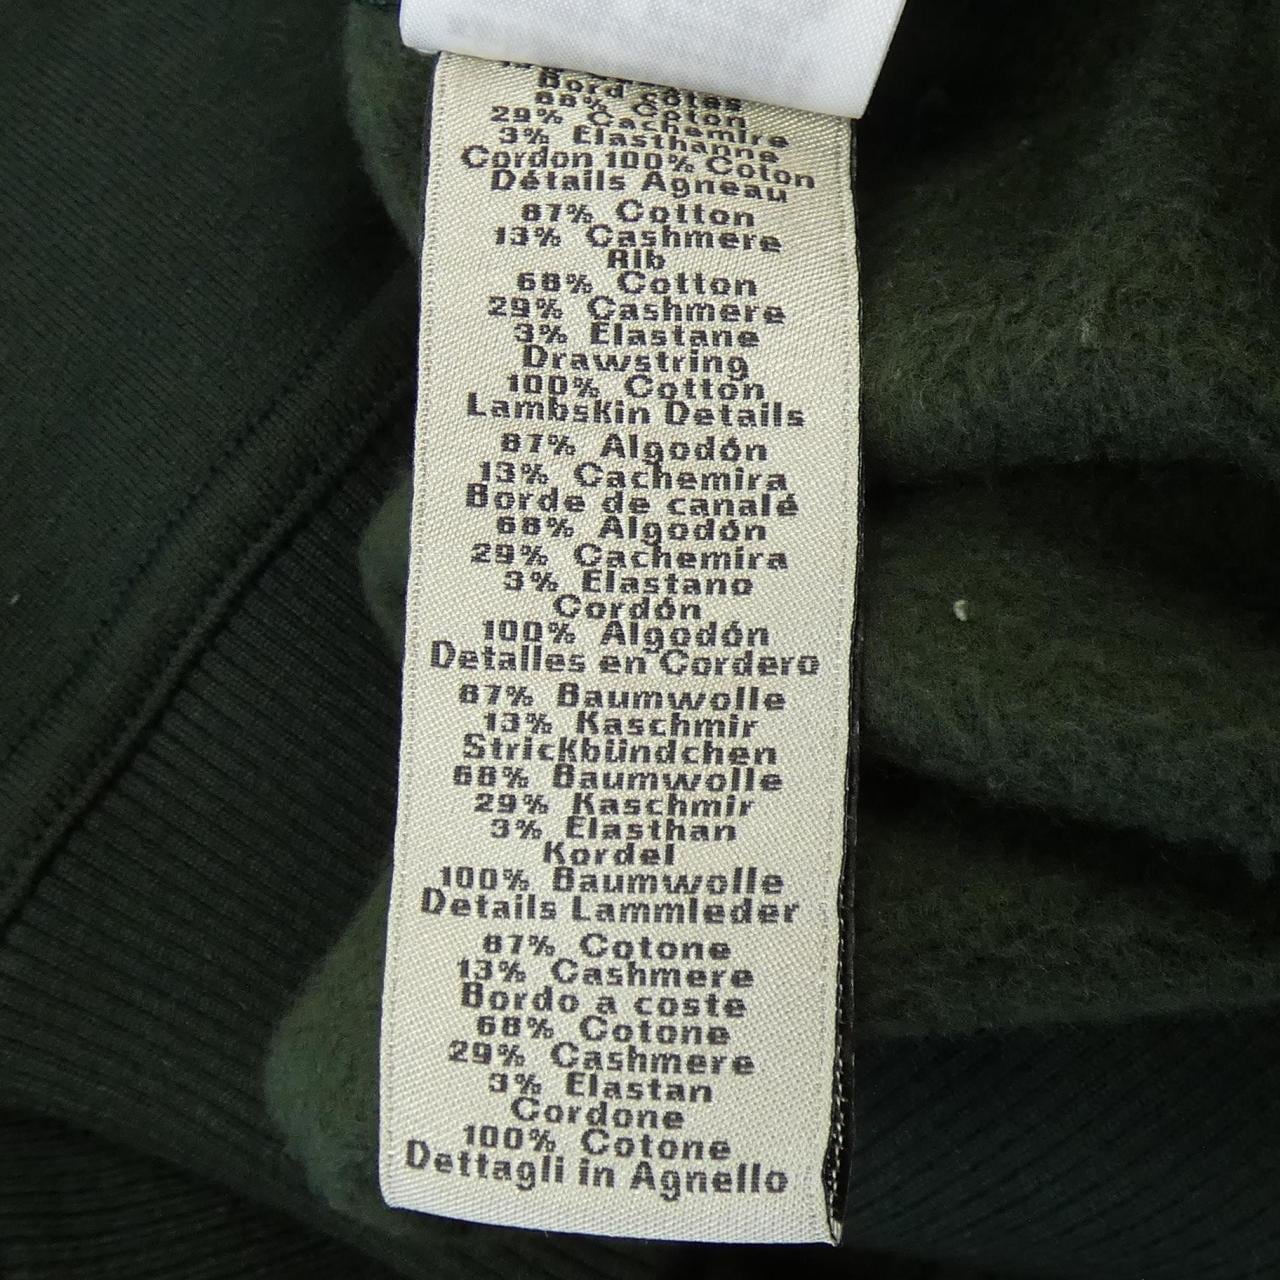 Bord côtes
68% Coton
29% Cachemire
3% Elasthanne
Cordon 100% Coton
Détails Agneau
87% Cotton
13% Cashmere
Rib
68% Cotton
29% Cashmere
3% Elastane
Drawstring
100% Cotton
Lambskin Details
87% Algodón
13% Cachemira
Borde de canalé
68% Algodón
29% Cachemira
3% Elastano
Cordón
100% Algodón
Detalles en Cordero
87% Baumwolle
13% Kaschmir
Strickbündchen
68% Baumwolle
29% Kaschmir
3% Elasthan
Kordel
100% Baumwolle
Details Lammleder
87% Cotone
13% Cashmere
Bordo a coste
68% Cotone
29% Cashmere
3% Elastan
Cordone
100% Cotone
Dettagli in Agnello